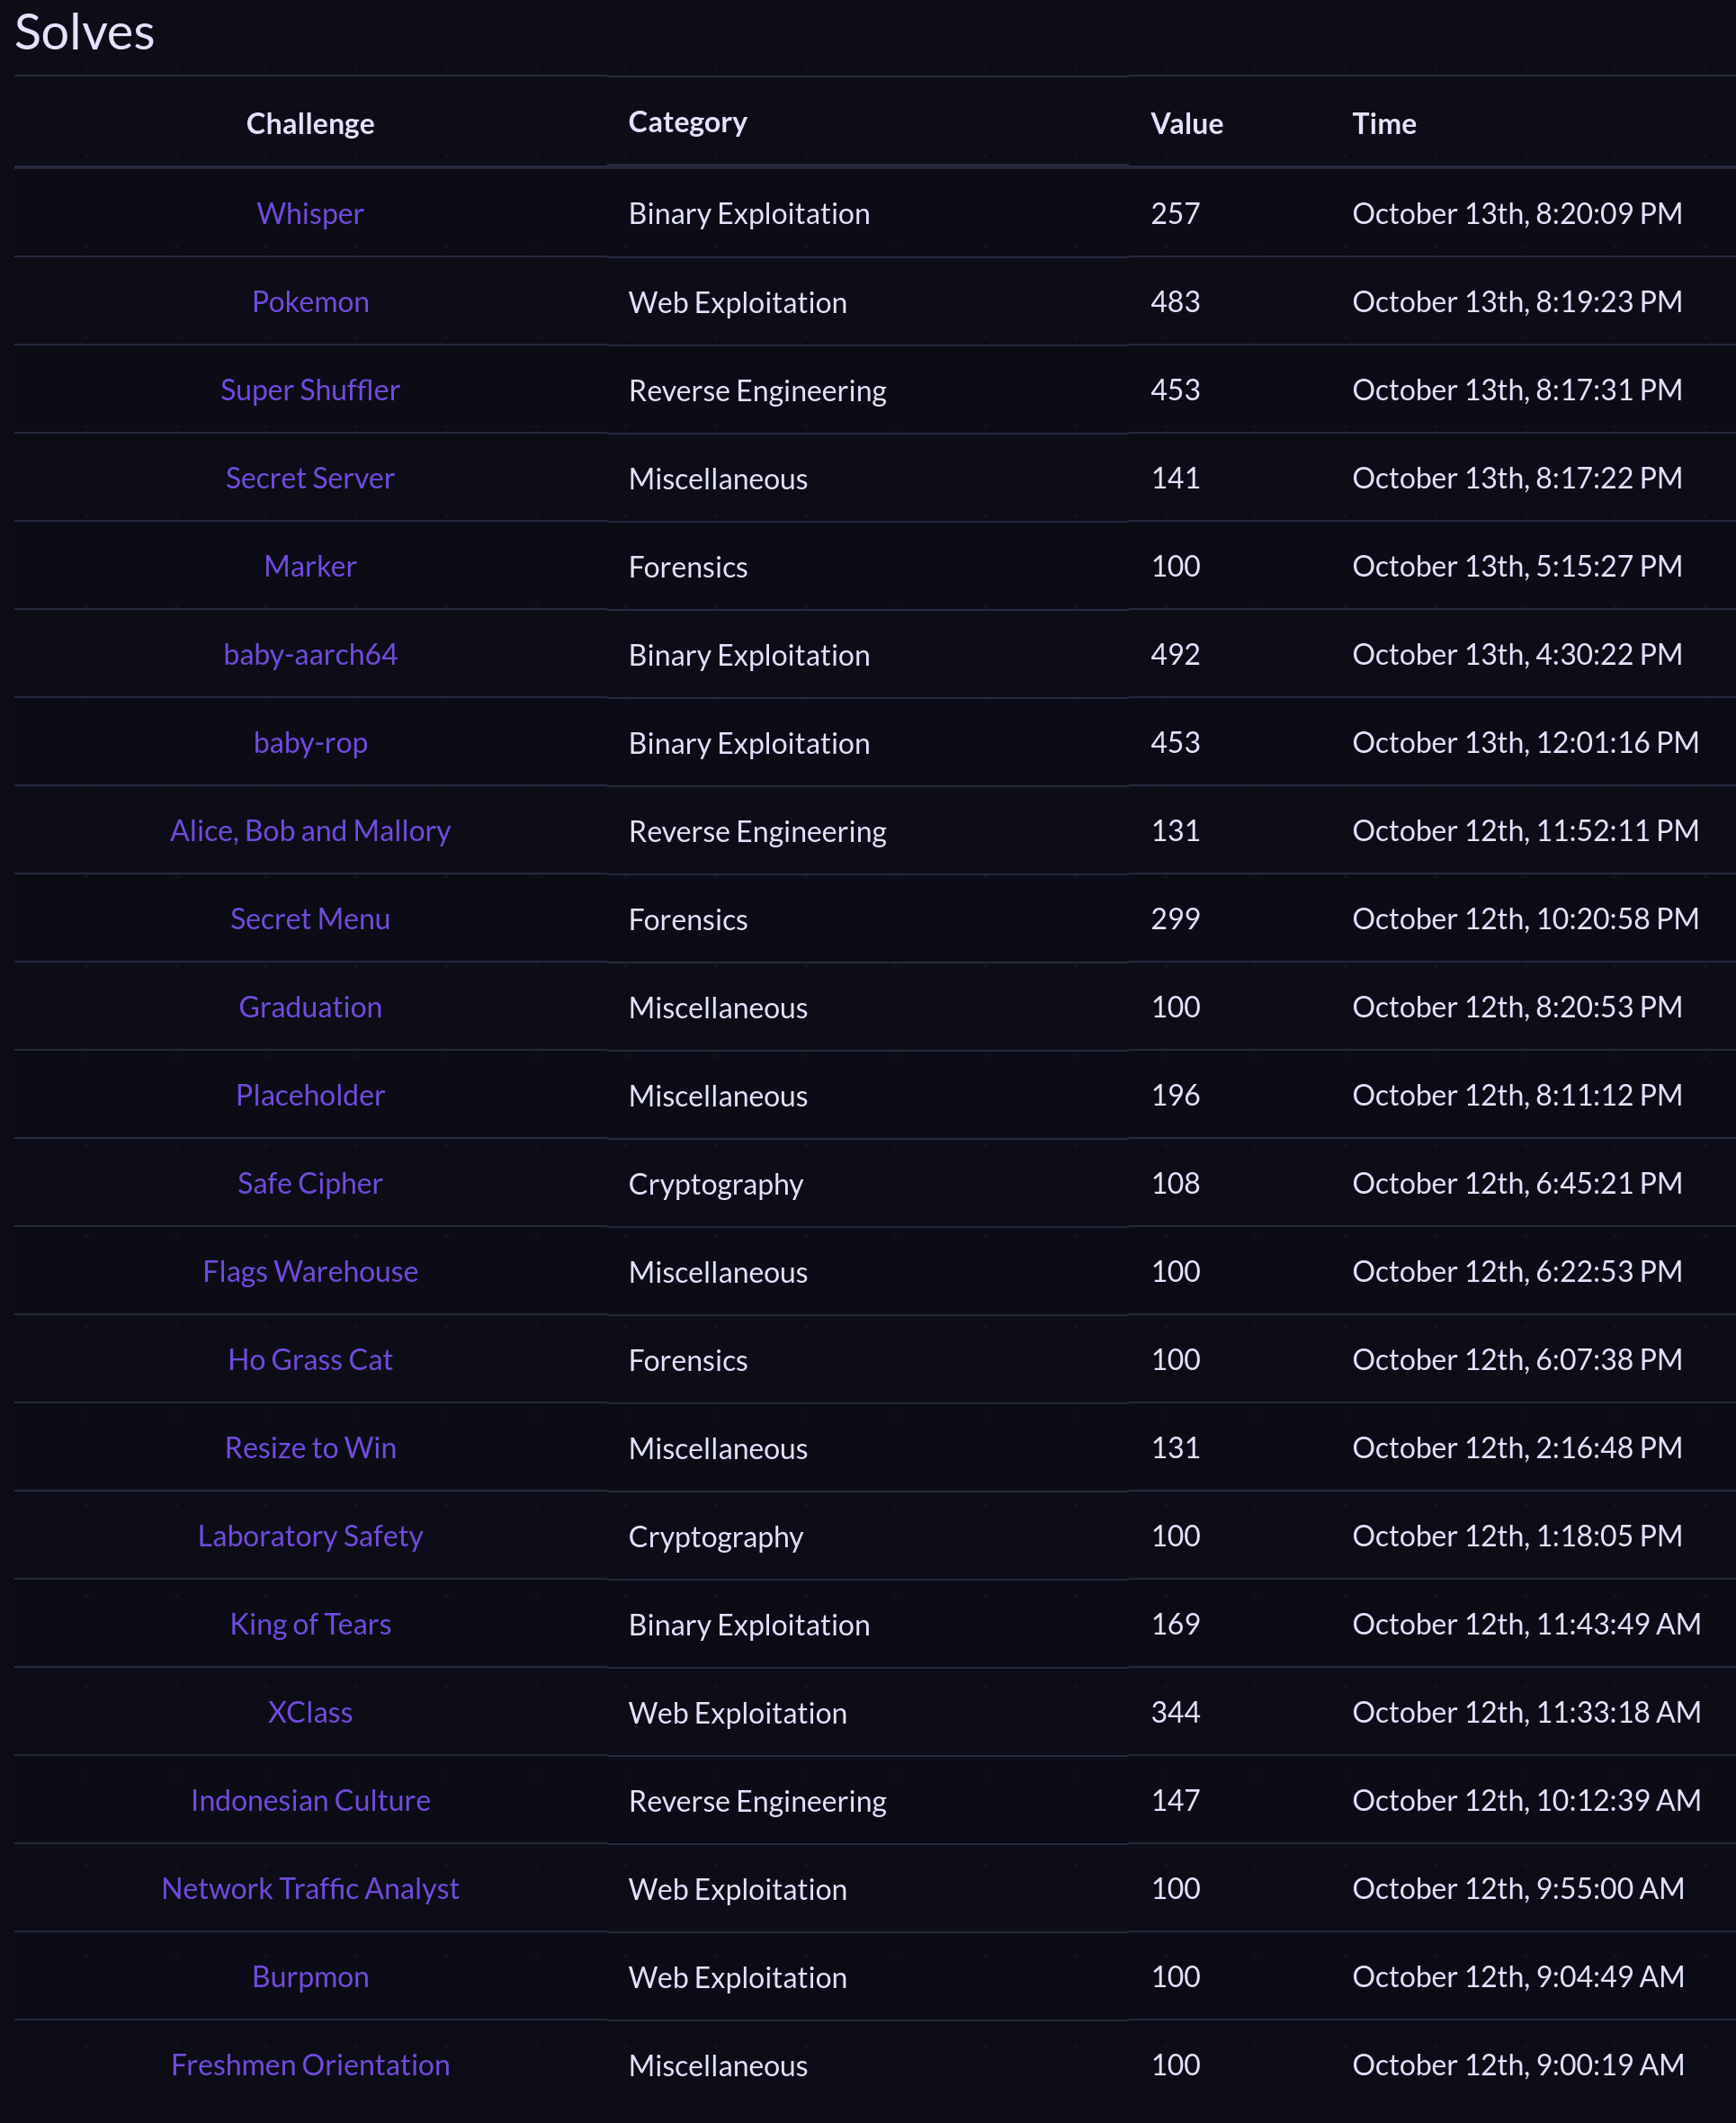 Solves
Challenge Category Value Time
Whisper Binary Exploitation 257 October 13th, 8:20:09 PM
Pokemon Web Exploitation 483 October 13th, 8:19:23 PM
Super Shuffler Reverse Engineering 453 October 13th, 8:17:31 PM
Secret Server Miscellaneous 141 October 13th, 8:17:22 PM
Marker Forensics 100 October 13th, 5:15:27 PM
baby-aarch64 Binary Exploitation 492 October 13th, 4:30:22 PM
baby-rop Binary Exploitation 453 October 13th, 12:01:16 PM
Alice, Bob and Mallory Reverse Engineering 131 October 12th, 11:52:11 PM
Secret Menu Forensics 299 October 12th, 10:20:58 PM
Graduation Miscellaneous 100 October 12th, 8:20:53 PM
Placeholder Miscellaneous 196 October 12th, 8:11:12 PM
Safe Cipher Cryptography 108 October 12th, 6:45:21 PM
Flags Warehouse Miscellaneous 100 October 12th, 6:22:53 PM
Ho Grass Cat Forensics 100 October 12th, 6:07:38 PM
Resize to Win Miscellaneous 131 October 12th, 2:16:48 PM
Laboratory Safety Cryptography 100 October 12th, 1:18:05 PM
King of Tears Binary Exploitation 169 October 12th, 11:43:49 AM
XClass Web Exploitation 344 October 12th, 11:33:18 AM
Indonesian Culture Reverse Engineering 147 October 12th, 10:12:39 AM
Network Traffic Analyst Web Exploitation 100 October 12th, 9:55:00 AM
Burpmon Web Exploitation 100 October 12th, 9:04:49 AM
Freshmen Orientation Miscellaneous 100 October 12th, 9:00:19 AM